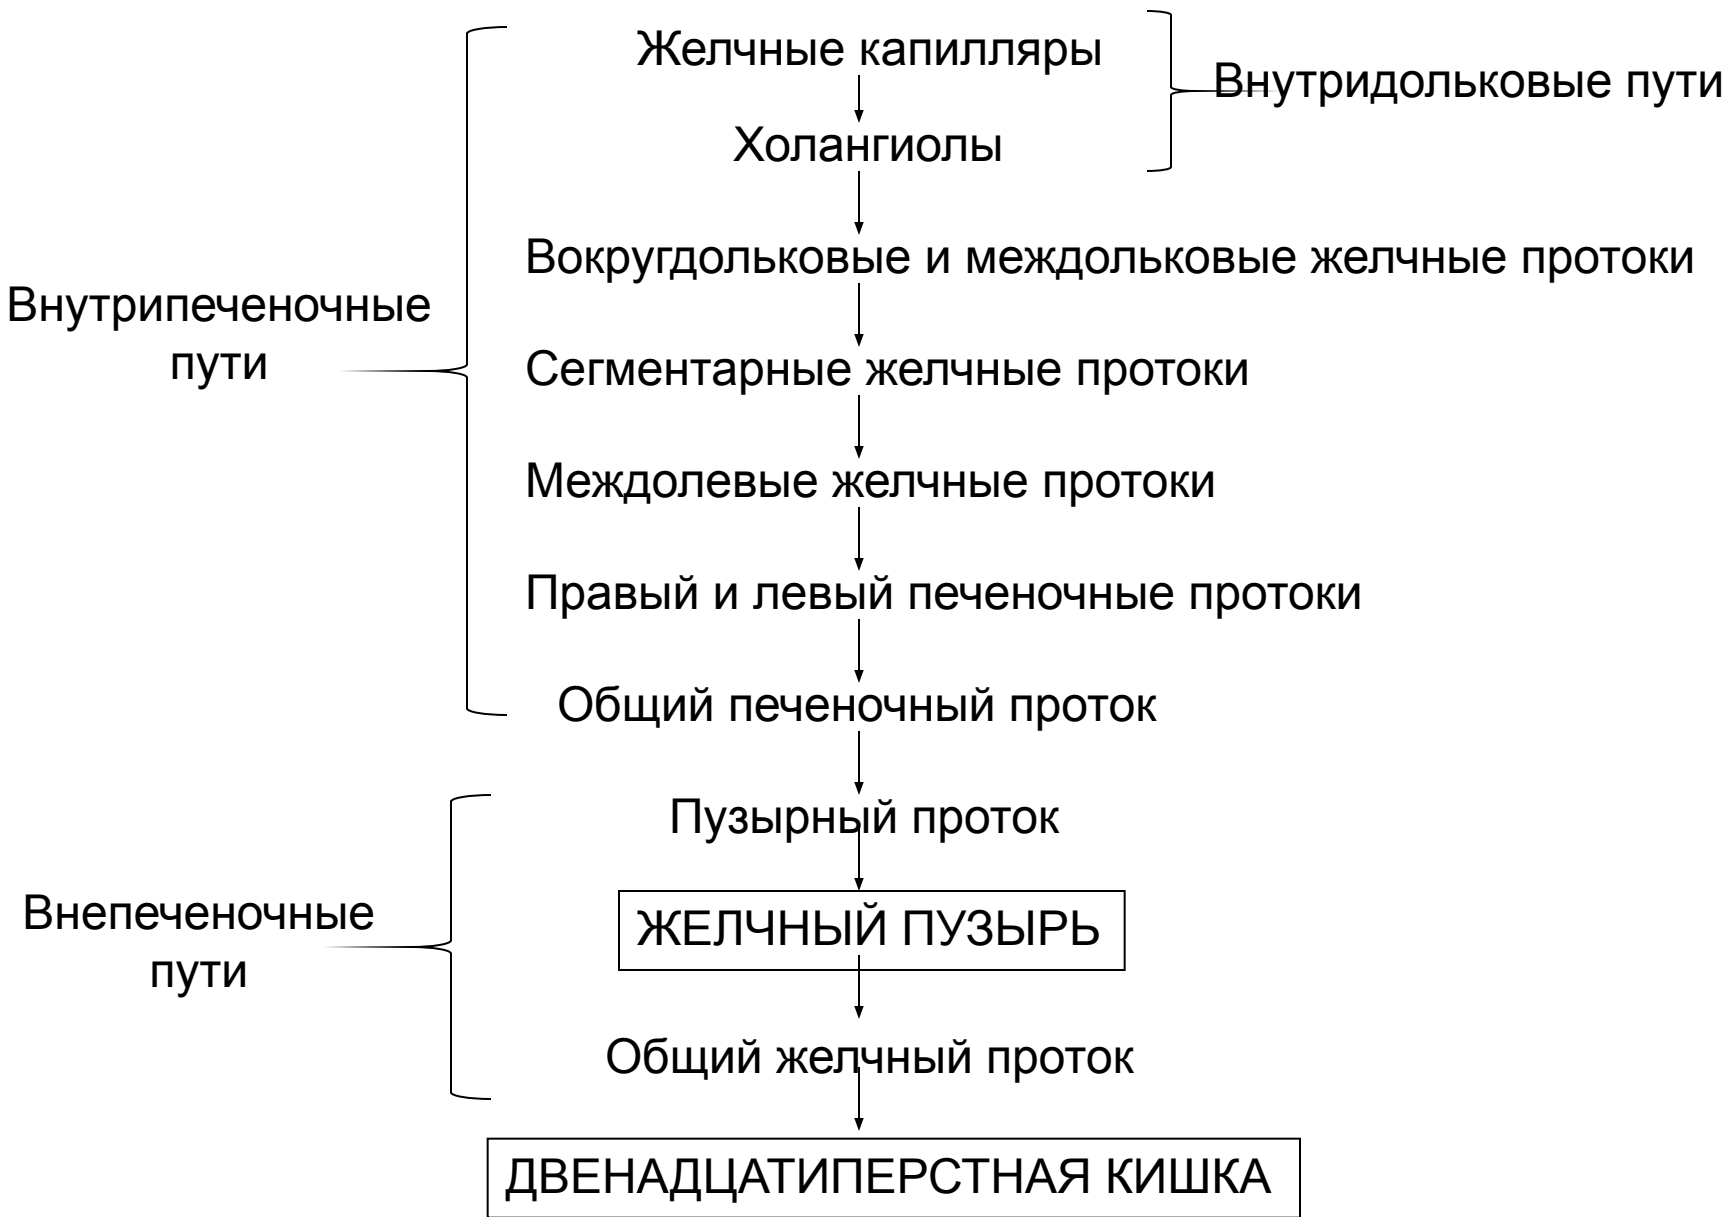 Желчные капилляры
Внутридольковые пути
Холангиолы
Вокругдольковые и междольковые желчные протоки
Внутрипеченочные
пути
Сегментарные желчные протоки
Междолевые желчные протоки
Правый и левый печеночные протоки
Общий печеночный проток
Пузырный проток
Внепеченочные
пути
ЖЕЛЧНЫЙ ПУЗЫРЬ
Общий желчный проток
ДВЕНАДЦАТИПЕРСТНАЯ КИШКА